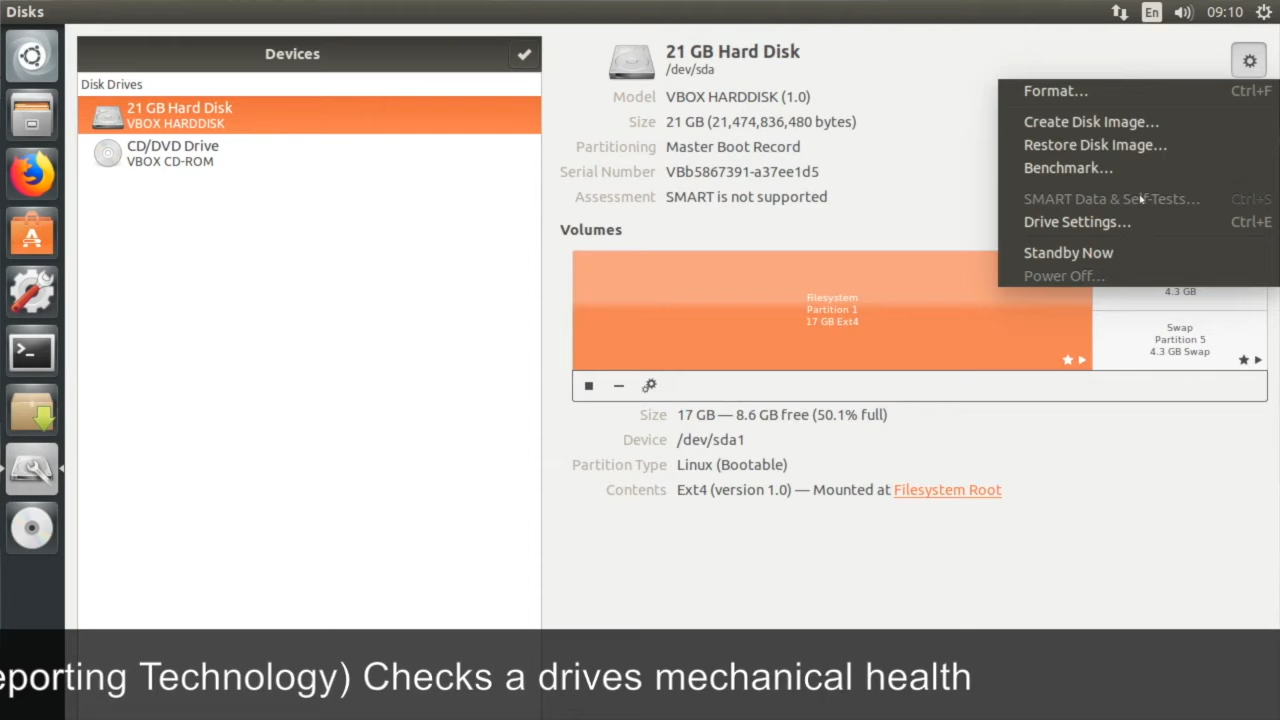 Disks
En
09:10
Devices
Disk Drives
21 GB Hard Disk
VBOX HARDDISK
CD/DVD Drive
VBOX CD-ROM
21 GB Hard Disk
/dev/sda
Model VBOX HARDDISK (1.0)
Size 21 GB (21,474,836,480 bytes)
Partitioning Master Boot Record
Serial Number VBb5867391-a37ee1d5
Assessment SMART is not supported
Format… Ctrl+F
Create Disk Image…
Restore Disk Image…
Benchmark…
SMART Data & Self-Tests… Ctrl+S
Drive Settings… Ctrl+E
Standby Now
Power Off…
Volumes
Filesystem
Partition 1
17 GB Ext4
4.3 GB
Swap
Partition 5
4.3 GB Swap
Size 17 GB — 8.6 GB free (50.1% full)
Device /dev/sda1
Partition Type Linux (Bootable)
Contents Ext4 (version 1.0) — Mounted at Filesystem Root
eporting Technology) Checks a drives mechanical health